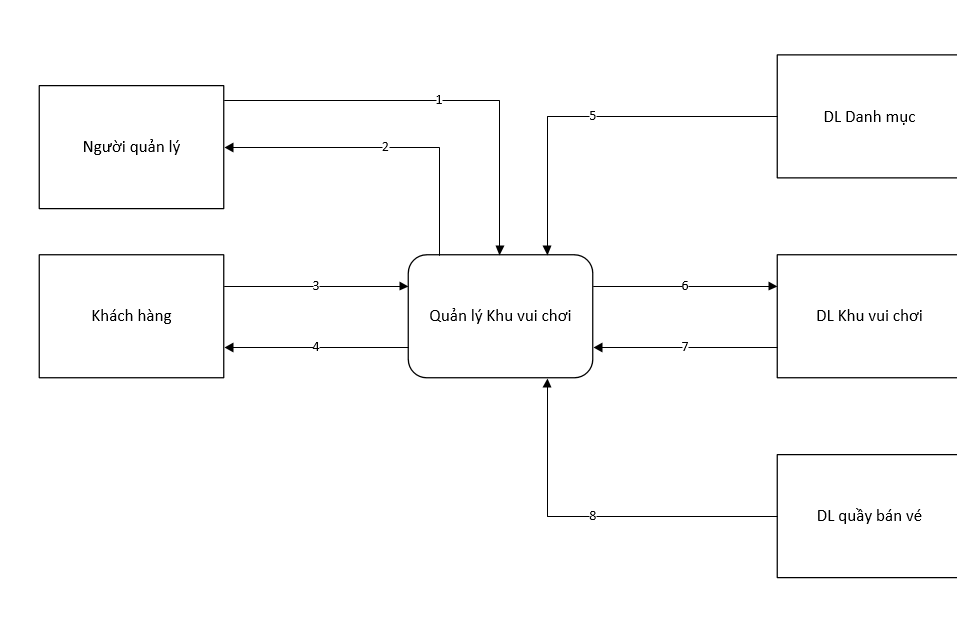 1
DL Danh mục
5
Người quản lý
2
3
6
Khách hàng
Quản lý Khu vui chơi
DL Khu vui chơi
4
7
8
DL quầy bán vé